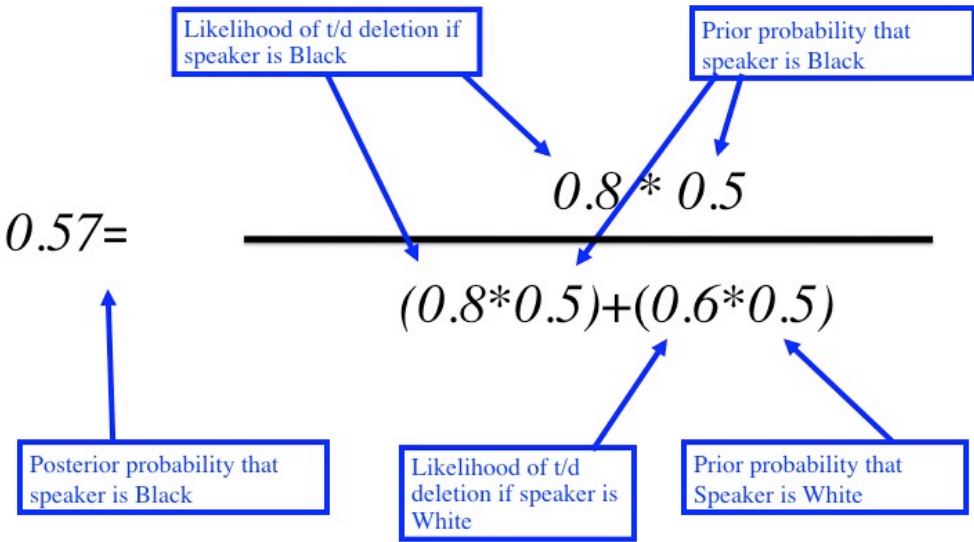 Likelihood of t/d deletion if
speaker is Black
Prior probability that
speaker is Black
0.8 * 0.5
0.57=
(0.8*0.5)+(0.6*0.5)
Posterior probability that
speaker is Black
Likelihood of t/d
deletion if speaker is
White
Prior probability that
Speaker is White